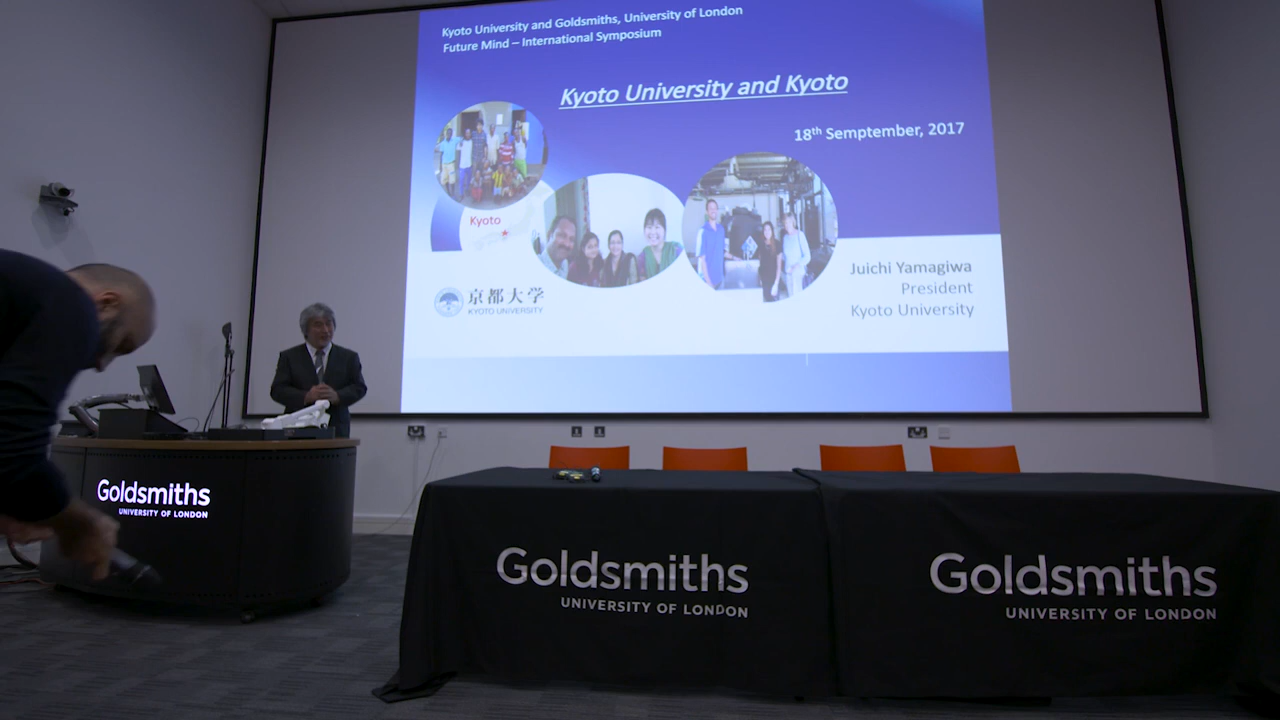 Kyoto University and Goldsmiths, University of London
Future Mind – International Symposium
Kyoto University and Kyoto
18th Semptember, 2017
Kyoto
Juichi Yamagiwa
President
Kyoto University
京都大学
KYOTO UNIVERSITY
Goldsmiths
UNIVERSITY OF LONDON
Goldsmiths
UNIVERSITY OF LONDON
Goldsmiths
UNIVERSITY OF LONDON